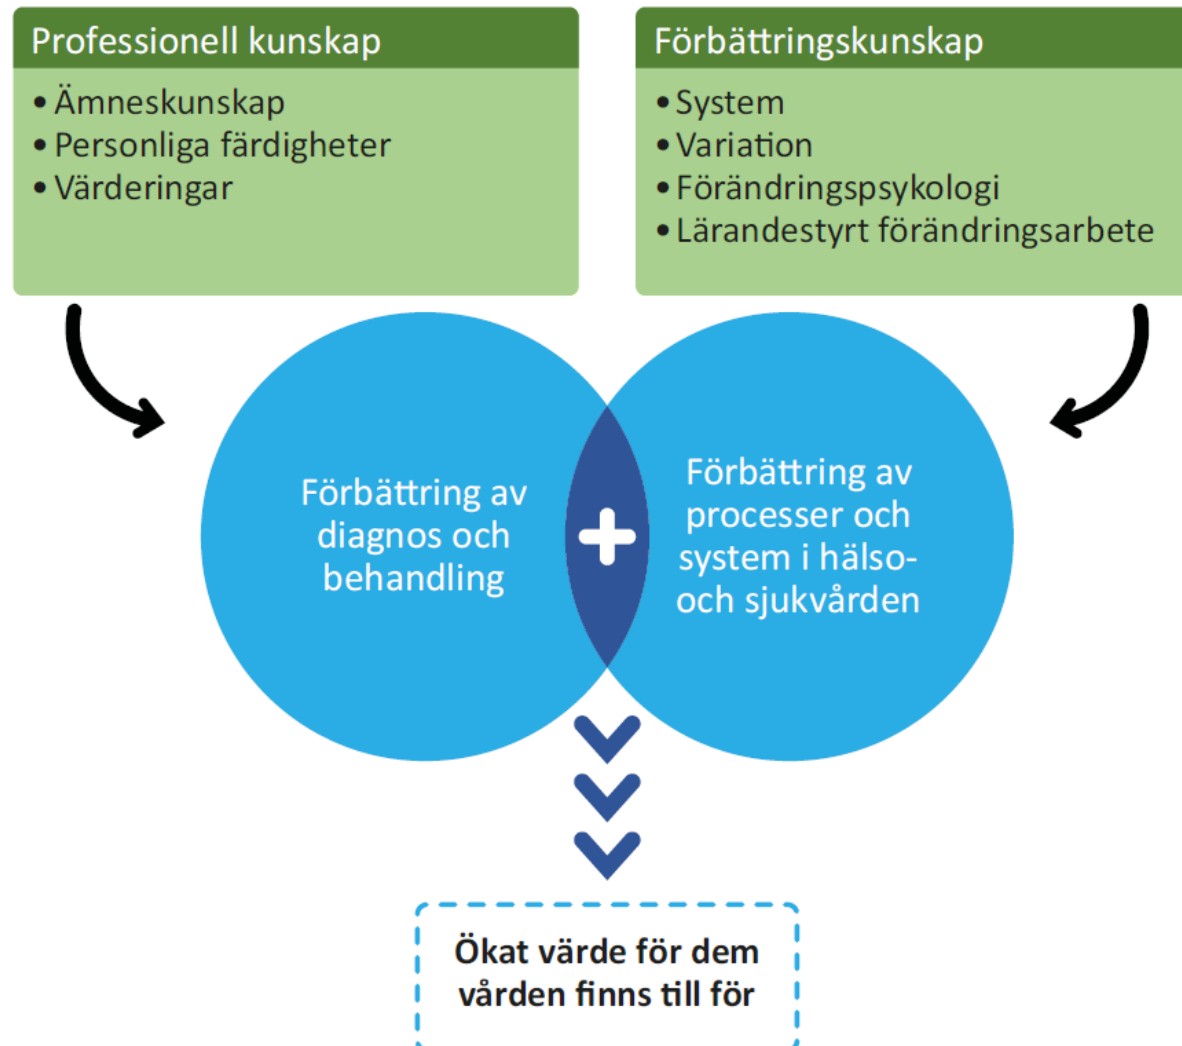 Professionell kunskap
• Ämneskunskap
• Personliga färdigheter
• Värderingar
Förbättringskunskap
• System
• Variation
• Förändringspsykologi
• Lärandestyrt förändringsarbete
Förbättring av
diagnos och
behandling
+
Förbättring av
processer och
system i hälso-
och sjukvården
Ökat värde för dem
vården finns till för